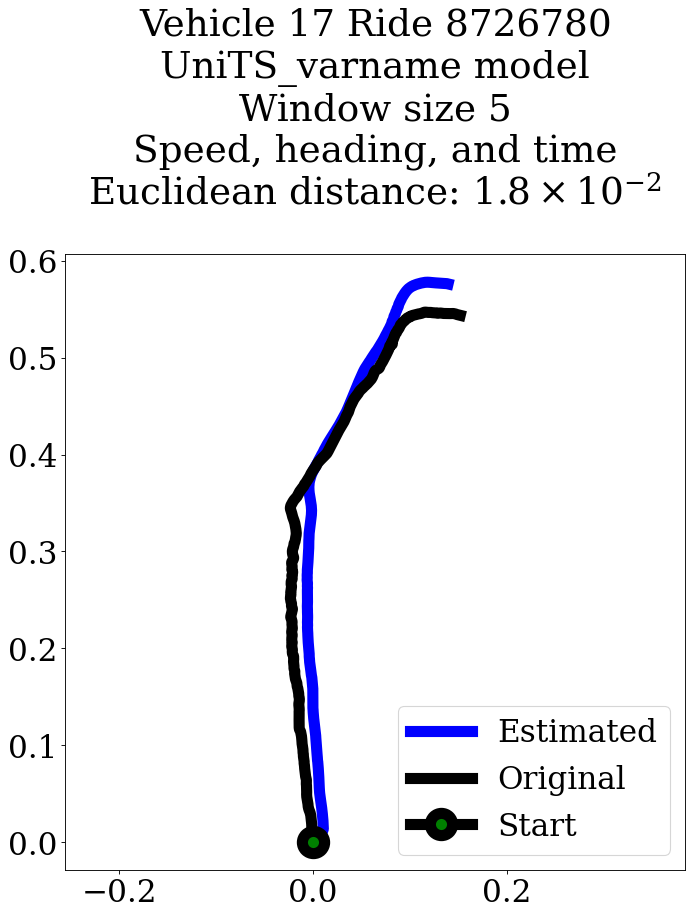 Vehicle 17 Ride 8726780
UniTS_varname model
Window size 5
Speed, heading, and time
Euclidean distance: 1.8 × 10⁻²
0.6
0.5
0.4
0.3
0.2
0.1
0.0
−0.2 0.0 0.2
Estimated
Original
Start